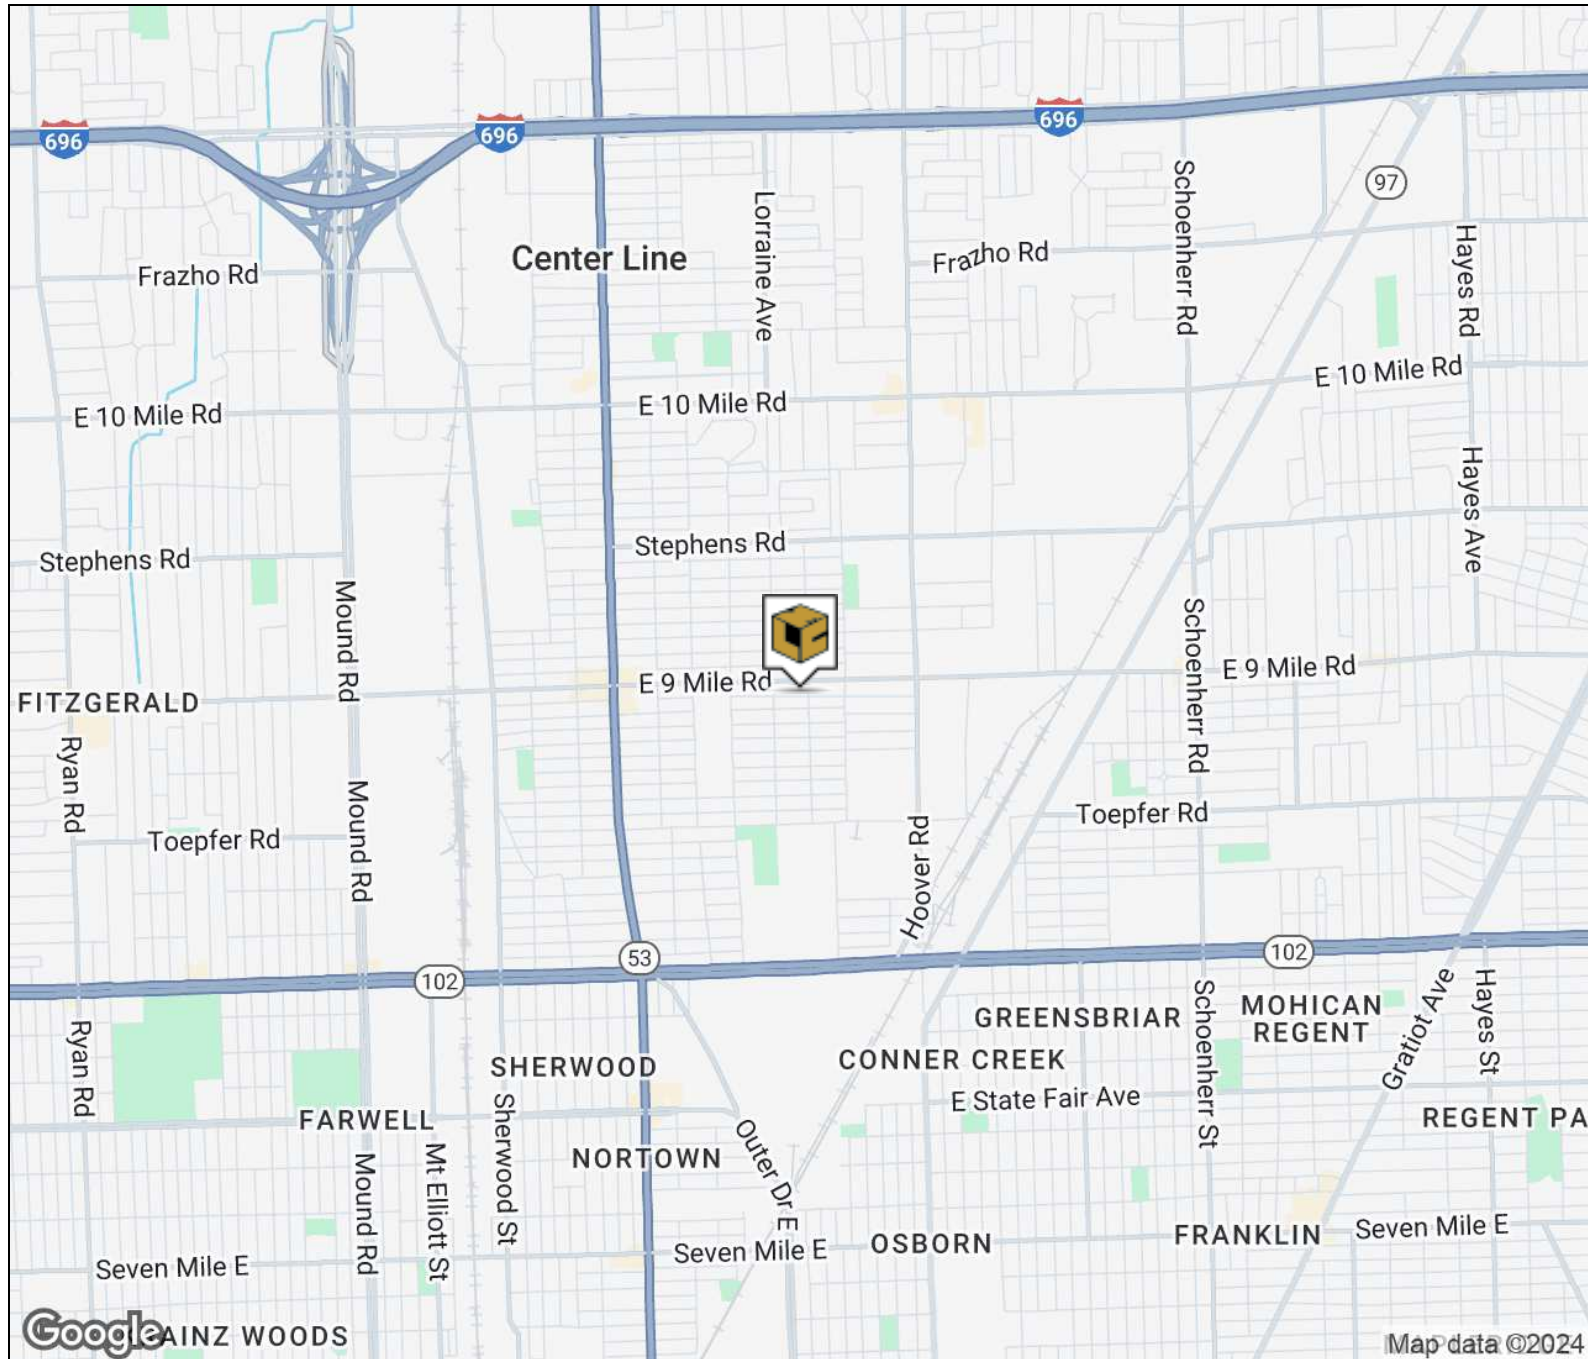 696
696
696
97
Schoenherr Rd
Lorraine Ave
Hayes Rd
Center Line
Frazho Rd
Frazho Rd
E 10 Mile Rd
E 10 Mile Rd
E 10 Mile Rd
Hayes Ave
Stephens Rd
Stephens Rd
Mound Rd
Schoenherr Rd
E 9 Mile Rd
E 9 Mile Rd
FITZGERALD
Ryan Rd
Mound Rd
Toepfer Rd
Toepfer Rd
Hoover Rd
53
102
102
Schoenherr St
GREENSBRIAR
MOHICAN
REGENT
Gratiot Ave
Hayes St
Ryan Rd
SHERWOOD
CONNER CREEK
E State Fair Ave
FARWELL
Sherwood St
REGENT PA
NORTOWN
Outer Dr E
Mound Rd
Mt Elliott St
OSBORN
FRANKLIN
Seven Mile E
Seven Mile E
Seven Mile E
Google
AINZ WOODS
Map data ©2024